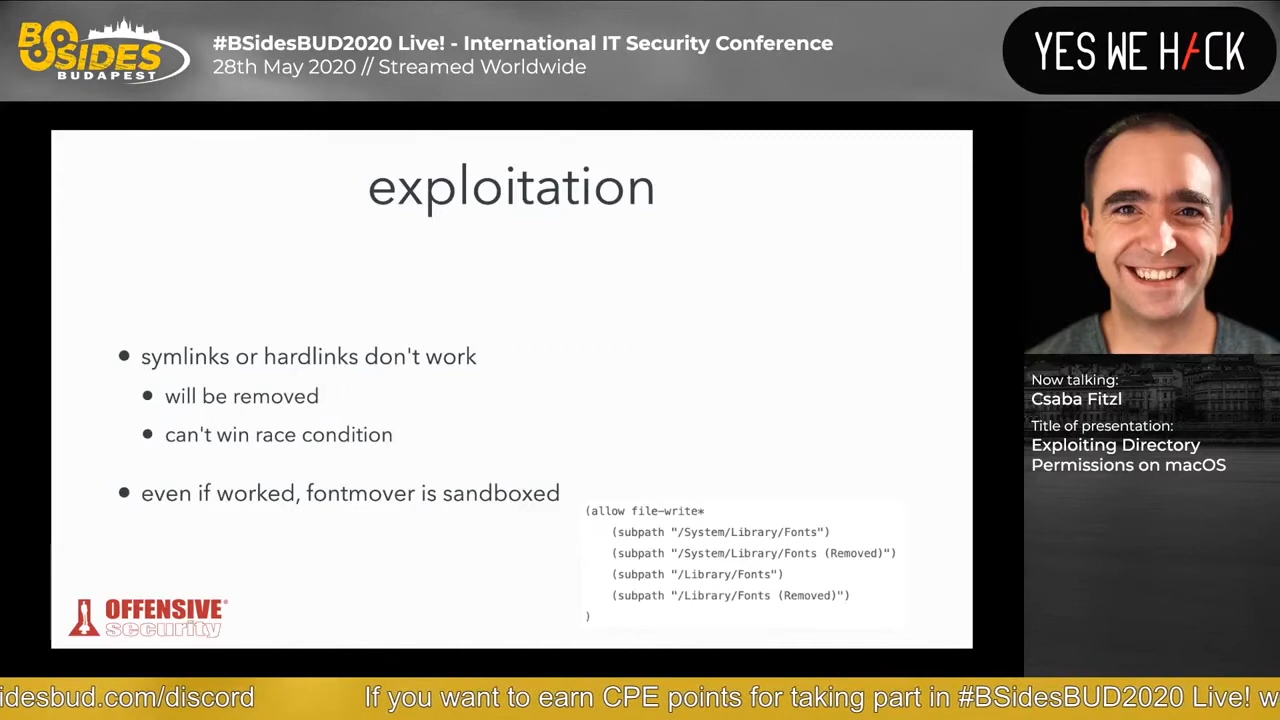 BSIDES
BUDAPEST
#BSidesBUD2020 Live! - International IT Security Conference
28th May 2020 // Streamed Worldwide
YES WE H/CK
exploitation
• symlinks or hardlinks don't work
• will be removed
• can't win race condition
• even if worked, fontmover is sandboxed
(allow file-write*
(subpath "/System/Library/Fonts")
(subpath "/System/Library/Fonts (Removed)")
(subpath "/Library/Fonts")
(subpath "/Library/Fonts (Removed)")
)
OFFENSIVE®
security
Now talking:
Csaba Fitzl
Title of presentation:
Exploiting Directory
Permissions on macOS
idesbud.com/discord If you want to earn CPE points for taking part in #BSidesBUD2020 Live! w